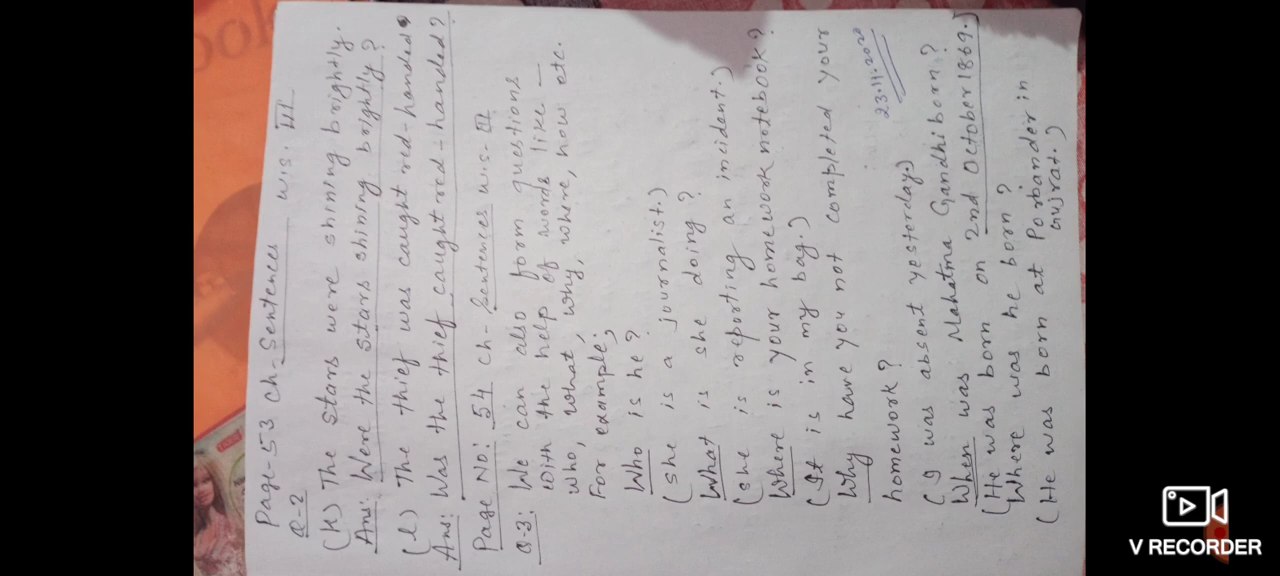 Page-53 Ch-Sentences W.S. III
Q-2
(k) The stars were shining brightly.
Ans: Were the stars shining brightly?
(l) The thief was caught red-handed.
Ans: Was the thief caught red-handed?
Page No: 54 Ch-Sentences W.S. III
Q-3: We can also form questions
with the help of words like —
who, what, why, where, how etc.
For example;
Who is he?
(She is a journalist.)
What is she doing?
(She is reporting an incident.)
Where is your homework notebook?
(It is in my bag.)
Why have you not completed your
homework?
23.11.2020
(I was absent yesterday.)
When was Mahatma Gandhi born?
(He was born on 2nd October 1869.)
Where was he born?
(He was born at Porbander in
Gujrat.)
V RECORDER